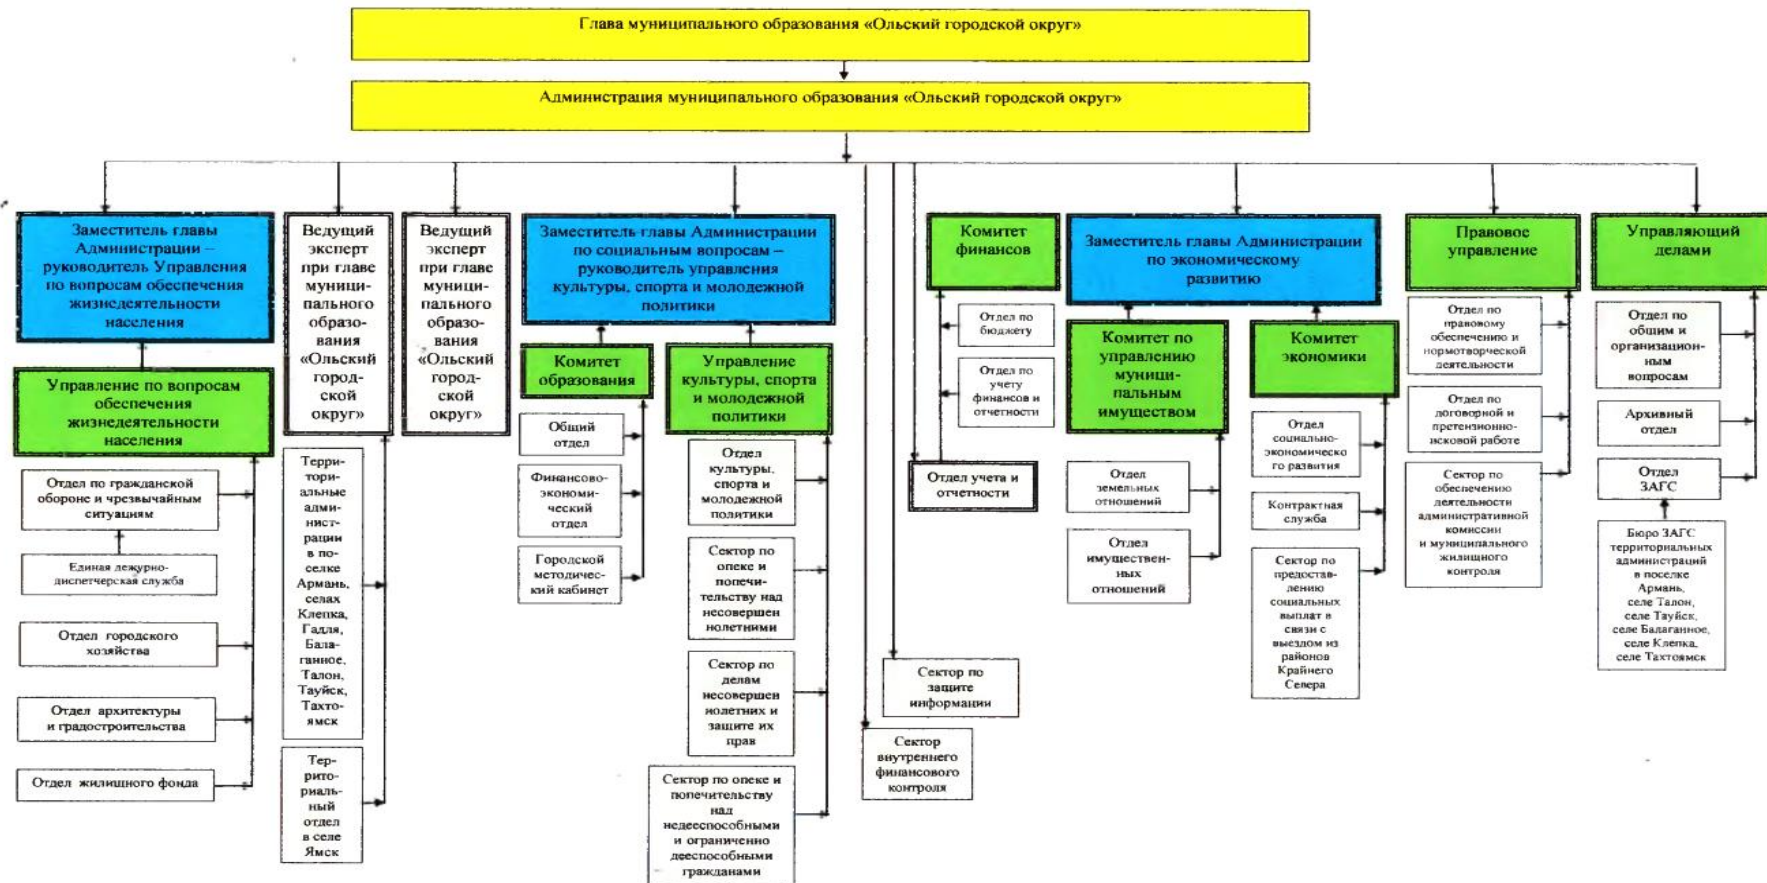 Глава муниципального образования «Ольский городской округ»
Администрация муниципального образования «Ольский городской округ»
Заместитель главы
Администрации –
руководитель Управления
по вопросам обеспечения
жизнедеятельности
населения
Управление по вопросам
обеспечения
жизнедеятельности
населения
Отдел по гражданской
обороне и чрезвычайным
ситуациям
Единая дежурно-
диспетчерская служба
Отдел городского
хозяйства
Отдел архитектуры
и градостроительства
Отдел жилищного фонда
Ведущий
эксперт
при главе
муници-
пального
образо-
вания
«Ольский
город-
ской
округ»
Терри-
ториальные
адми-
нист-
рации
в по-
селке
Армань,
селах
Клепка,
Гадля,
Бала-
ганное,
Талон,
Тауйск,
Тахто-
ямск
Тер-
рито-
риаль-
ный
отдел
в селе
Ямск
Ведущий
эксперт
при главе
муници-
пального
образо-
вания
«Ольский
город-
ской
округ»
Заместитель главы Администрации
по социальным вопросам –
руководитель управления
культуры, спорта и молодежной
политики
Комитет
образования
Общий
отдел
Финансово-
экономи-
ческий
отдел
Городской
методичес-
кий кабинет
Управление
культуры, спорта
и молодежной
политики
Отдел
культуры,
спорта и
молодежной
политики
Сектор по
опеке и
попечи-
тельству над
несовершен
нолетними
Сектор по
делам
несовершен
нолетних и
защите их
прав
Сектор по опеке и
попечительству
над
недееспособными
и ограниченно
дееспособными
гражданами
Сектор
внутреннего
финансового
контроля
Сектор по
защите
информации
Отдел учета и
отчетности
Комитет
финансов
Отдел по
бюджету
Отдел по
учету
финансов и
отчетности
Заместитель главы Администрации
по экономическому
развитию
Комитет по
управлению
муници-
пальным
имуществом
Отдел
земельных
отношений
Отдел
имуществен-
ных
отношений
Комитет
экономики
Отдел
социально-
экономическо
го развития
Контрактная
служба
Сектор по
предостав-
лению
социальных
выплат в
связи с
выездом из
районов
Крайнего
Севера
Правовое
управление
Отдел по
правовому
обеспечению и
нормотворческой
деятельности
Отдел по
договорной и
претензионно-
исковой работе
Сектор по
обеспечению
деятельности
административной
комиссии
и муниципального
жилищного
контроля
Управляющий
делами
Отдел по
общим и
организацион-
ным
вопросам
Архивный
отдел
Отдел
ЗАГС
Бюро ЗАГС
территориальных
администраций
в поселке
Армань,
селе Талон,
селе Тауйск,
селе Балаганное,
селе Клепка,
селе Тахтоямск